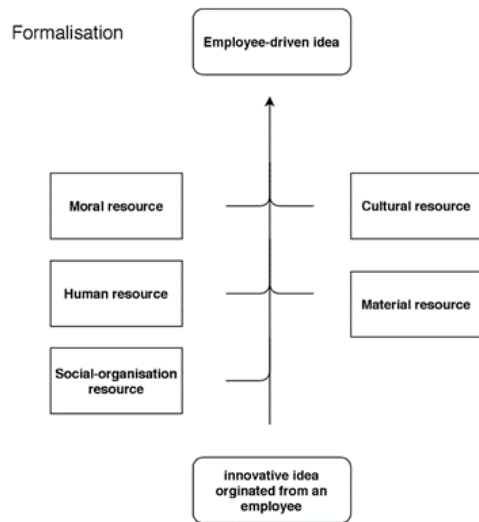 Formalisation
Employee-driven idea
Moral resource
Cultural resource
Human resource
Material resource
Social-organisation
resource
innovative idea
orginated from an
employee